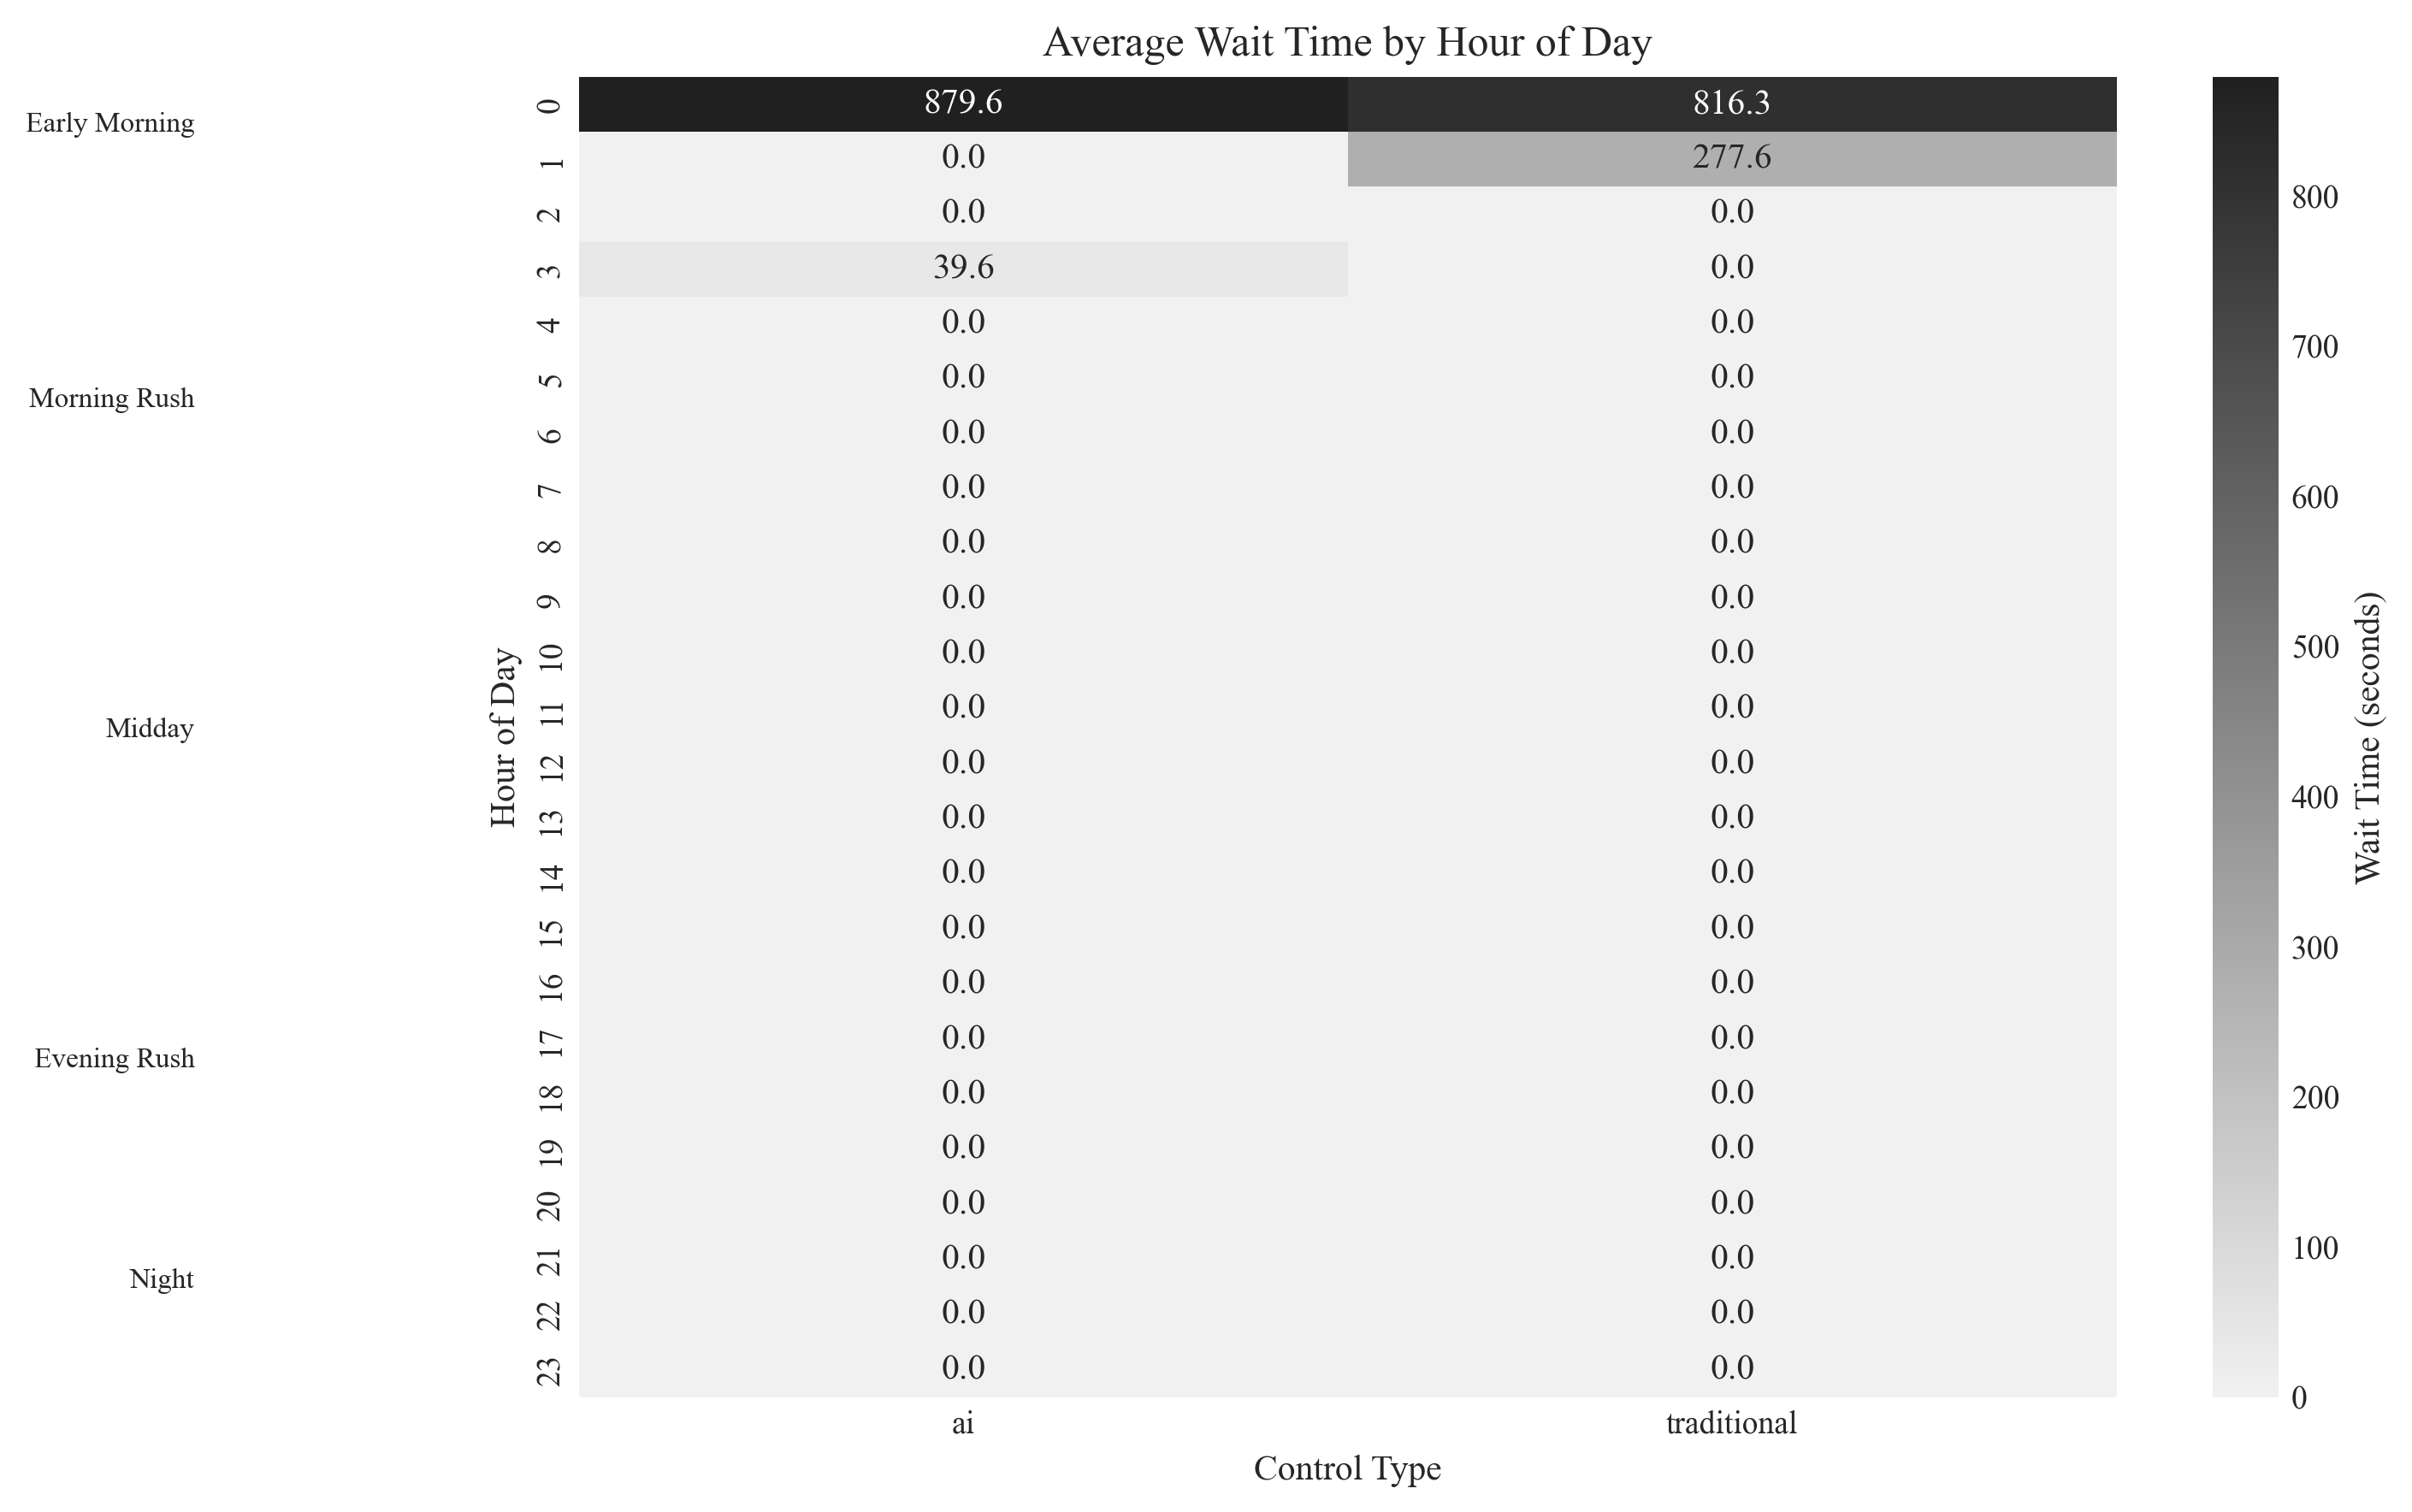 Average Wait Time by Hour of Day
Early Morning
Morning Rush
Midday
Evening Rush
Night
Hour of Day
0 879.6 816.3
1 0.0 277.6
2 0.0 0.0
3 39.6 0.0
4 0.0 0.0
5 0.0 0.0
6 0.0 0.0
7 0.0 0.0
8 0.0 0.0
9 0.0 0.0
10 0.0 0.0
11 0.0 0.0
12 0.0 0.0
13 0.0 0.0
14 0.0 0.0
15 0.0 0.0
16 0.0 0.0
17 0.0 0.0
18 0.0 0.0
19 0.0 0.0
20 0.0 0.0
21 0.0 0.0
22 0.0 0.0
23 0.0 0.0
ai traditional
Control Type
800
700
600
500
400
300
200
100
0
Wait Time (seconds)